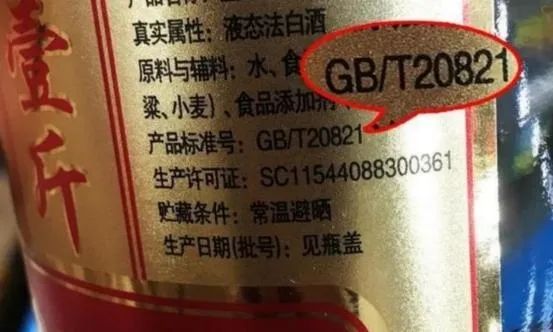 壹斤
真实属性：液态法白酒
原料与辅料：水、食
GB/T20821
粱、小麦）、食品添加剂
产品标准号：GB/T20821
生产许可证：SC11544088300361
贮藏条件：常温避晒
生产日期(批号)：见瓶盖